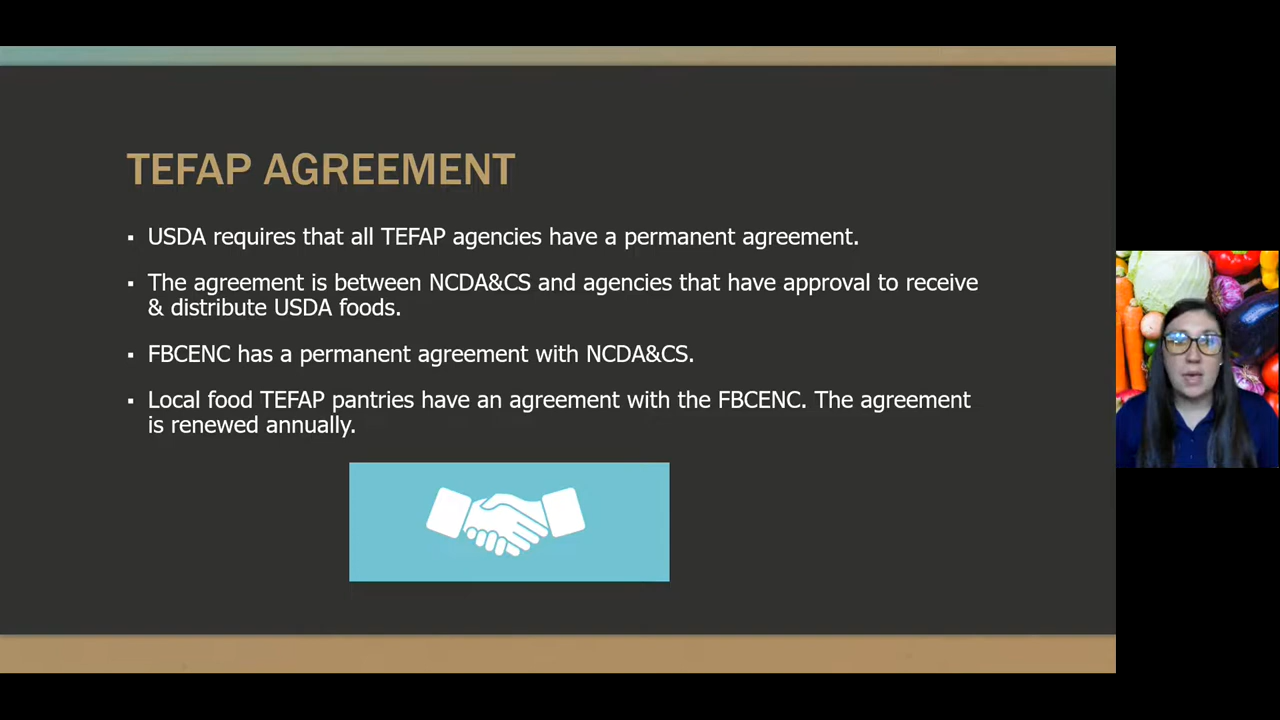 TEFAP AGREEMENT
▪ USDA requires that all TEFAP agencies have a permanent agreement.
▪ The agreement is between NCDA&CS and agencies that have approval to receive
& distribute USDA foods.
▪ FBCENC has a permanent agreement with NCDA&CS.
▪ Local food TEFAP pantries have an agreement with the FBCENC. The agreement
is renewed annually.